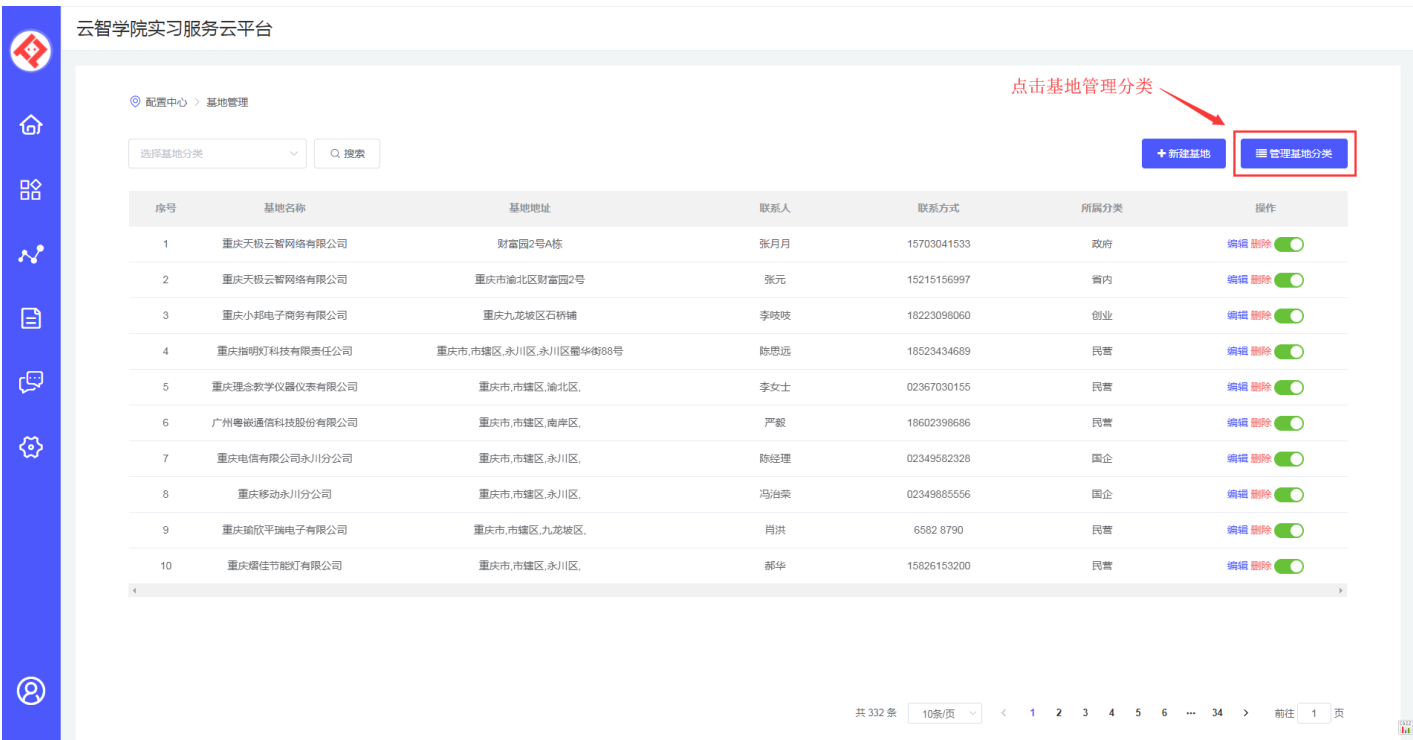 云智学院实习服务云平台
点击基地管理分类
配置中心 > 基地管理
选择基地分类 搜索 +新建基地 管理基地分类
序号 基地名称 基地地址 联系人 联系方式 所属分类 操作
1 重庆天极云智网络有限公司 财富园2号A栋 张月月 15703041533 政府 编辑 删除
2 重庆天极云智网络有限公司 重庆市渝北区财富园2号 张元 15215156997 省内 编辑 删除
3 重庆小邦电子商务有限公司 重庆九龙坡区石桥铺 李吱吱 18223098060 创业 编辑 删除
4 重庆指明灯科技有限责任公司 重庆市,市辖区,永川区,永川区蜀华街88号 陈思远 18523434689 民营 编辑 删除
5 重庆理念教学仪器仪表有限公司 重庆市,市辖区,渝北区, 李女士 02367030155 民营 编辑 删除
6 广州粤嵌通信科技股份有限公司 重庆市,市辖区,南岸区, 严毅 18602398686 民营 编辑 删除
7 重庆电信有限公司永川分公司 重庆市,市辖区,永川区, 陈经理 02349582328 国企 编辑 删除
8 重庆移动永川分公司 重庆市,市辖区,永川区, 冯治荣 02349885556 国企 编辑 删除
9 重庆瑜欣平瑞电子有限公司 重庆市,市辖区,九龙坡区, 肖洪 6582 8790 民营 编辑 删除
10 重庆熠佳节能灯有限公司 重庆市,市辖区,永川区, 郝华 15826153200 民营 编辑 删除
共 332 条 10条/页 < 1 2 3 4 5 6 ··· 34 > 前往 1 页